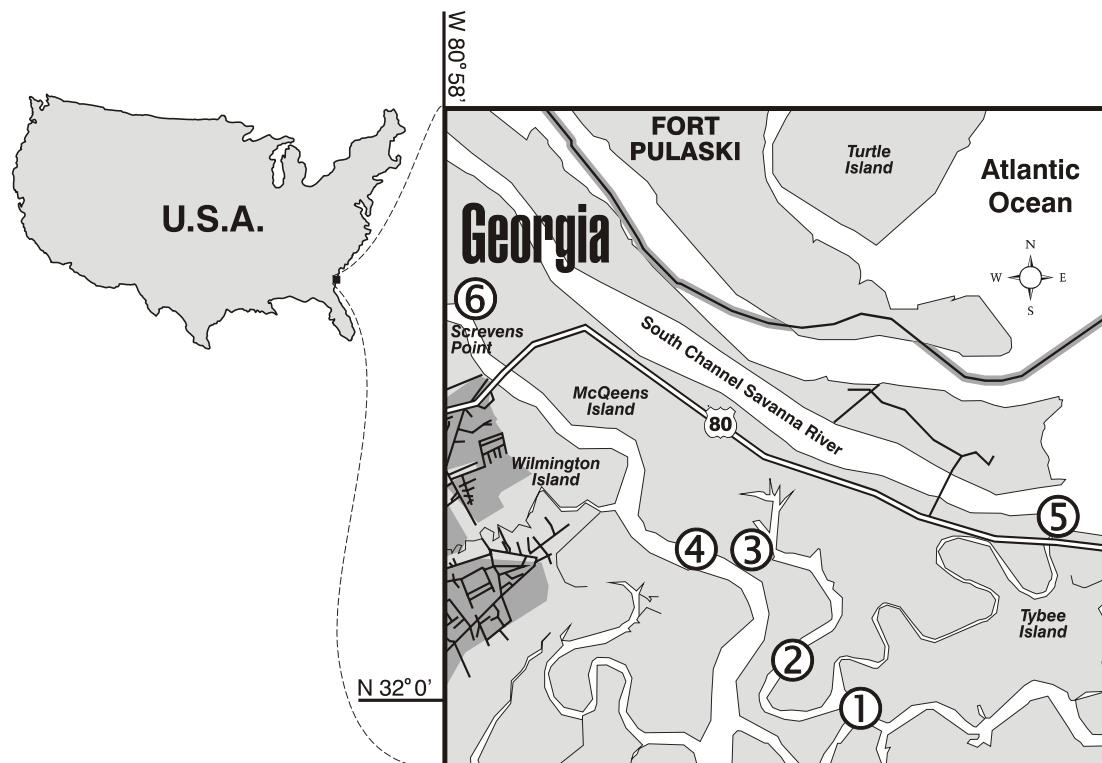 W 80° 58'
U.S.A.
FORT
PULASKI
Turtle
Island
Atlantic
Ocean
N
W E
S
Georgia
6
Screvens
Point
South Channel Savanna River
McQeens
Island
80
Wilmington
Island
5
4
3
Tybee
Island
2
N 32° 0'
1